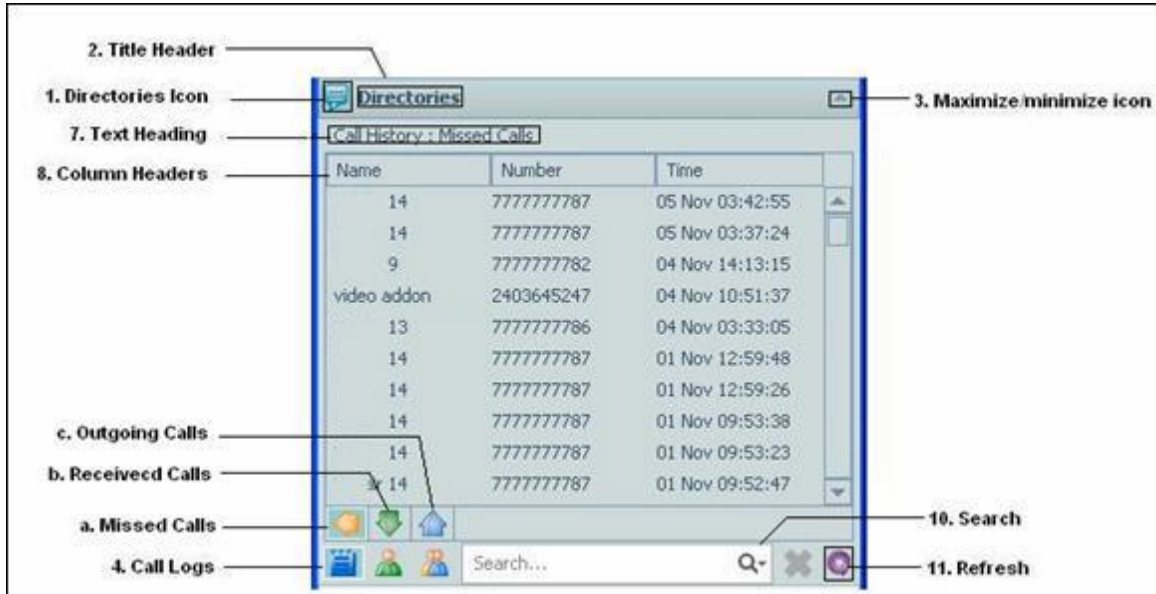 2. Title Header
1. Directories Icon
Directories
3. Maximize/minimize icon
7. Text Heading
Call History : Missed Calls
8. Column Headers
Name Number Time
14 7777777787 05 Nov 03:42:55
14 7777777787 05 Nov 03:37:24
9 7777777782 04 Nov 14:13:15
video addon 2403645247 04 Nov 10:51:37
13 7777777786 04 Nov 03:33:05
14 7777777787 01 Nov 12:59:48
14 7777777787 01 Nov 12:59:26
14 7777777787 01 Nov 09:53:38
c. Outgoing Calls
14 7777777787 01 Nov 09:53:23
b. Receivecd Calls
14 7777777787 01 Nov 09:52:47
a. Missed Calls
10. Search
4. Call Logs
Search...
11. Refresh